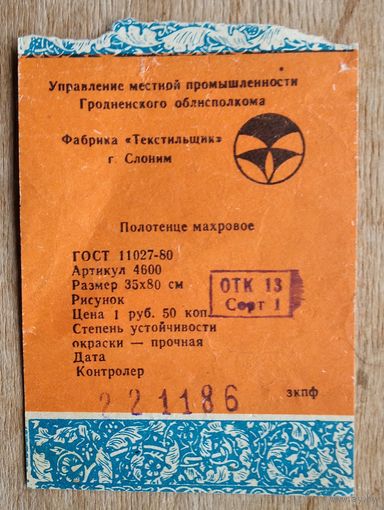 Управление местной промышленности
Гродненского облисполкома
Фабрика «Текстильщик»
г. Слоним
Полотенце махровое
ГОСТ 11027-80
Артикул 4600
Размер 35х80 см
Рисунок
Цена 1 руб. 50 коп.
Степень устойчивости
окраски — прочная
Дата
Контролер
ОТК 13
Сорт 1
221186
зкпф